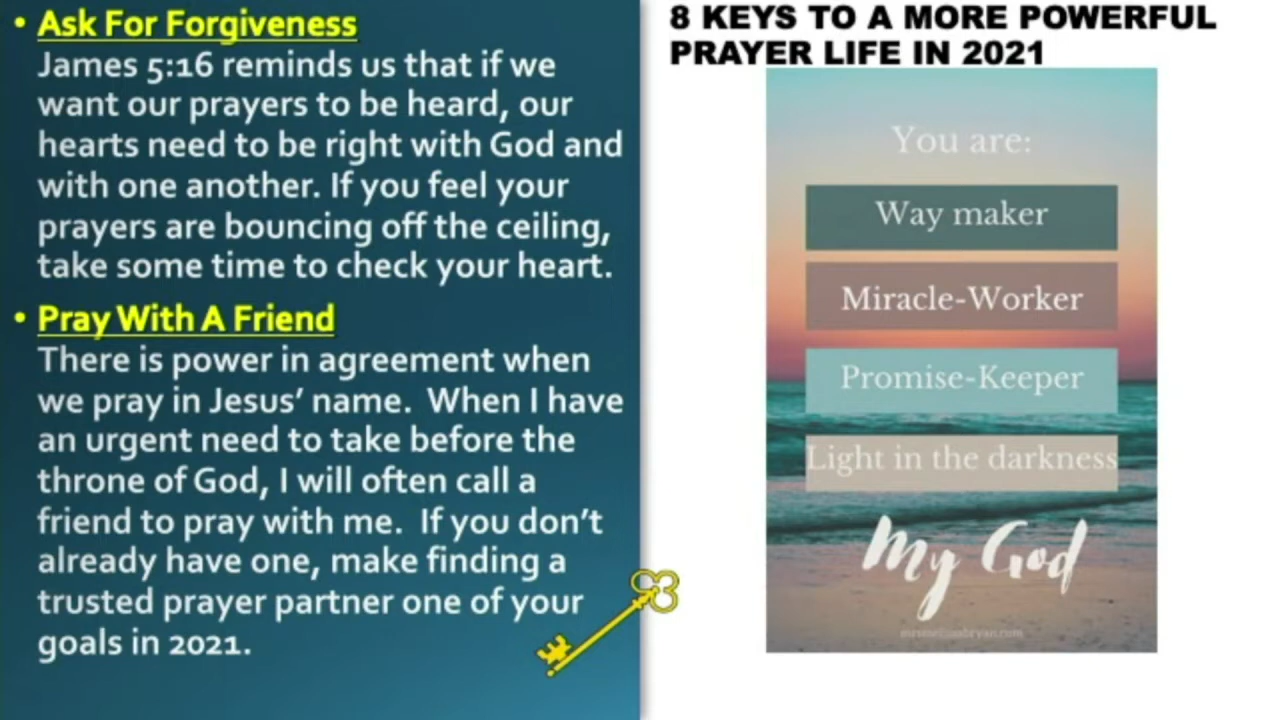 • Ask For Forgiveness
James 5:16 reminds us that if we
want our prayers to be heard, our
hearts need to be right with God and
with one another. If you feel your
prayers are bouncing off the ceiling,
take some time to check your heart.
• Pray With A Friend
There is power in agreement when
we pray in Jesus’ name.  When I have
an urgent need to take before the
throne of God, I will often call a
friend to pray with me.  If you don’t
already have one, make finding a
trusted prayer partner one of your
goals in 2021.
8 KEYS TO A MORE POWERFUL
PRAYER LIFE IN 2021
You are:
Way maker
Miracle-Worker
Promise-Keeper
Light in the darkness
My God